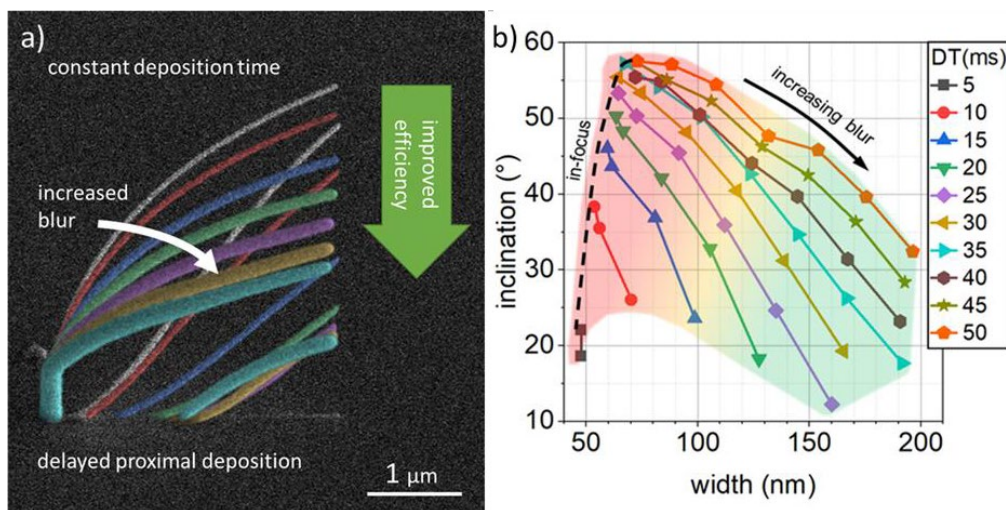 a)
constant deposition time
increased
blur
improved
efficiency
delayed proximal deposition
1 μm
b)
60
50
40
30
20
10
inclination (°)
in-focus
increasing blur
50
100
150
200
width (nm)
DT(ms)
5
10
15
20
25
30
35
40
45
50